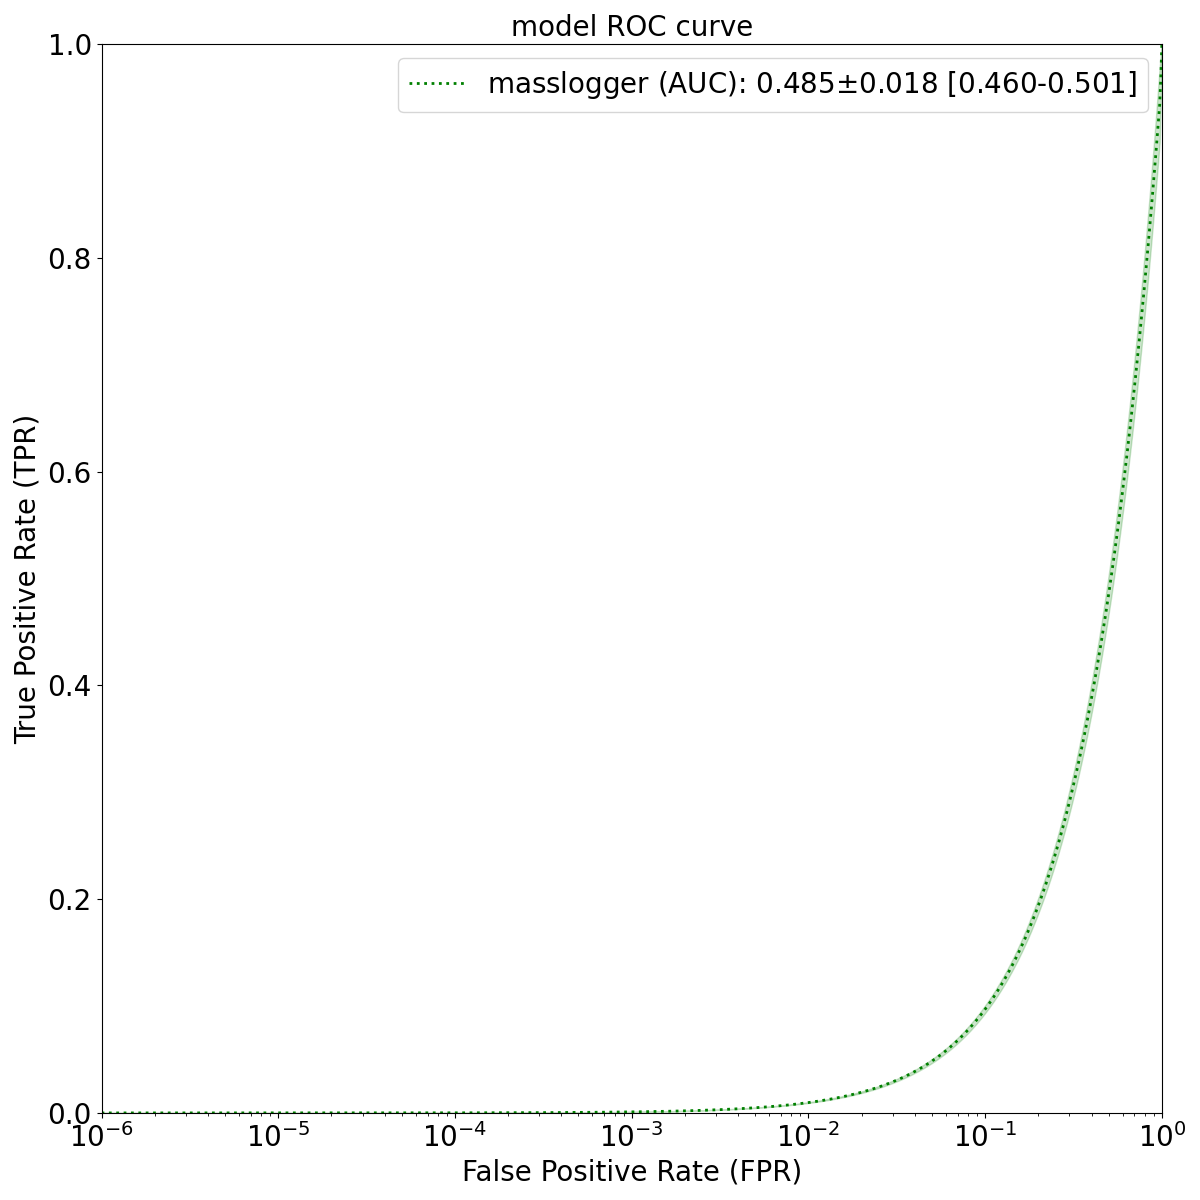 model ROC curve
masslogger (AUC): 0.485±0.018 [0.460-0.501]
1.0
0.8
0.6
0.4
0.2
0.0
True Positive Rate (TPR)
10⁻⁶ 10⁻⁵ 10⁻⁴ 10⁻³ 10⁻² 10⁻¹ 10⁰
False Positive Rate (FPR)